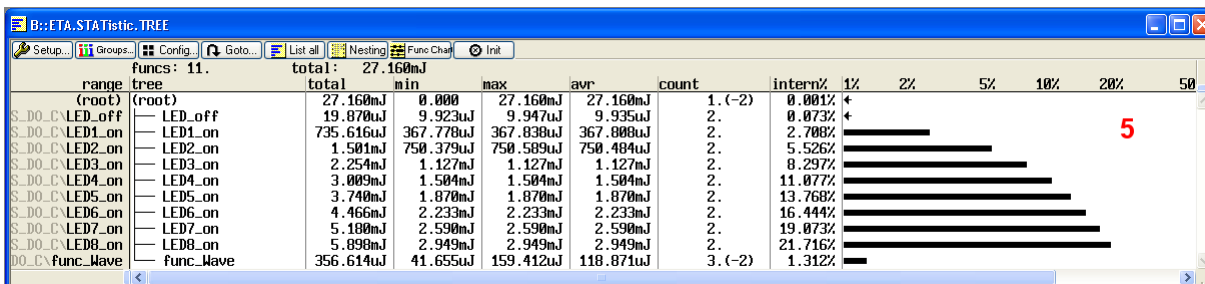 B::ETA.STATistic.TREE
Setup... Groups... Config... Goto... List all Nesting Func Chart Init
funcs: 11. total: 27.160mJ
range tree total min max avr count intern% 1% 2% 5% 10% 20% 50
(root) (root) 27.160mJ 0.000 27.160mJ 27.160mJ 1.(-2) 0.001%
S_DO_C\LED_off LED_off 19.870uJ 9.923uJ 9.947uJ 9.935uJ 2. 0.073%
S_DO_C\LED1_on LED1_on 735.616uJ 367.778uJ 367.838uJ 367.808uJ 2. 2.708% 5
S_DO_C\LED2_on LED2_on 1.501mJ 750.379uJ 750.589uJ 750.484uJ 2. 5.526%
S_DO_C\LED3_on LED3_on 2.254mJ 1.127mJ 1.127mJ 1.127mJ 2. 8.297%
S_DO_C\LED4_on LED4_on 3.009mJ 1.504mJ 1.504mJ 1.504mJ 2. 11.077%
S_DO_C\LED5_on LED5_on 3.740mJ 1.870mJ 1.870mJ 1.870mJ 2. 13.768%
S_DO_C\LED6_on LED6_on 4.466mJ 2.233mJ 2.233mJ 2.233mJ 2. 16.444%
S_DO_C\LED7_on LED7_on 5.180mJ 2.590mJ 2.590mJ 2.590mJ 2. 19.073%
S_DO_C\LED8_on LED8_on 5.898mJ 2.949mJ 2.949mJ 2.949mJ 2. 21.716%
DO_C\func_Wave func_Wave 356.614uJ 41.655uJ 159.412uJ 118.871uJ 3.(-2) 1.312%